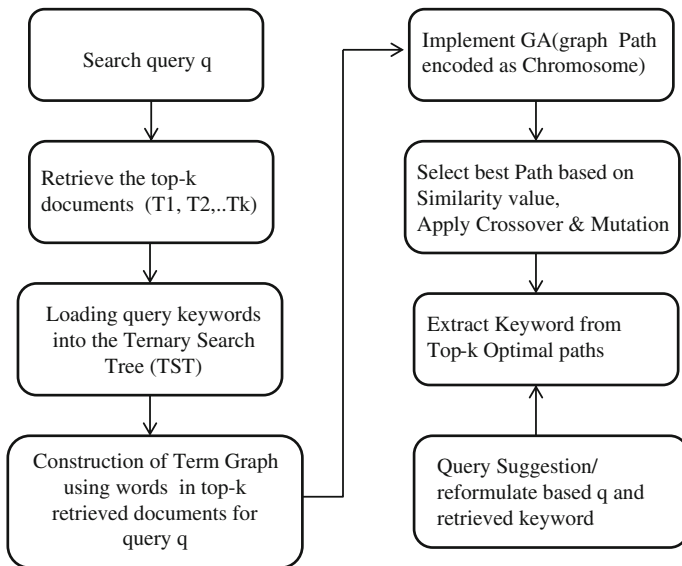 Search query q
Retrieve the top-k
documents (T1, T2,..Tk)
Loading query keywords
into the Ternary Search
Tree (TST)
Construction of Term Graph
using words in top-k
retrieved documents for
query q
Implement GA(graph Path
encoded as Chromosome)
Select best Path based on
Similarity value,
Apply Crossover & Mutation
Extract Keyword from
Top-k Optimal paths
Query Suggestion/
reformulate based q and
retrieved keyword